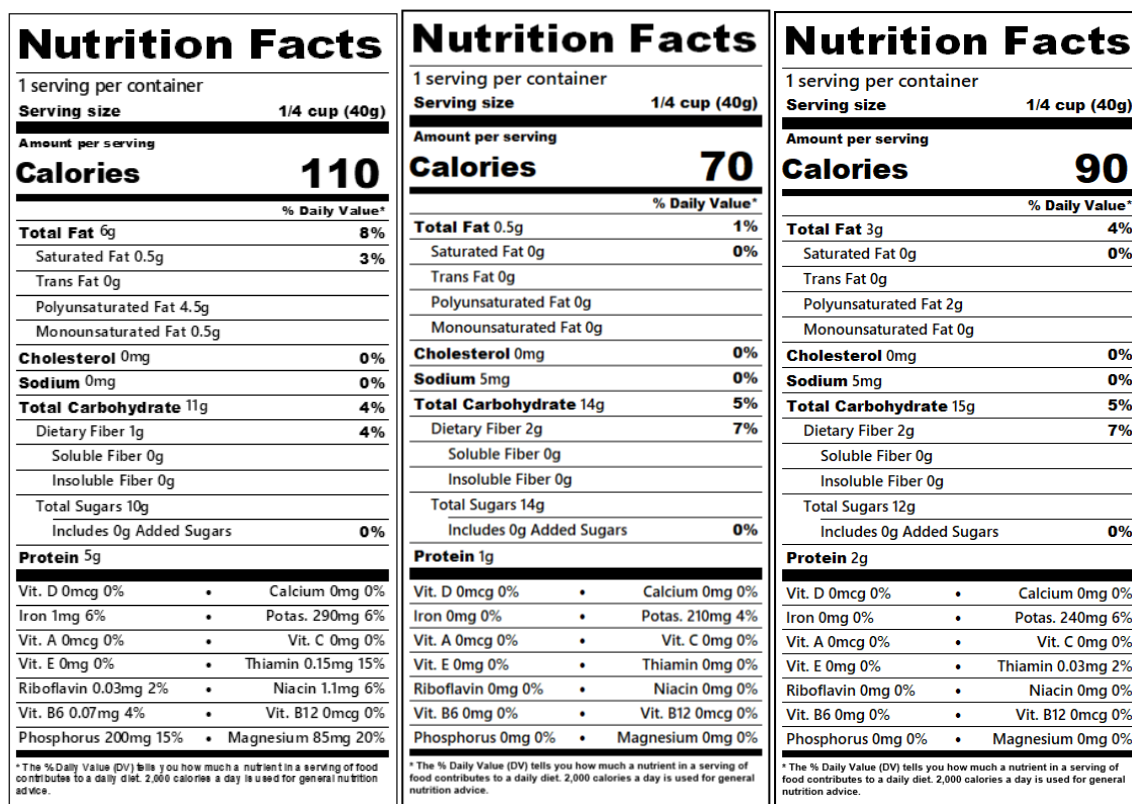 Nutrition Facts
1 serving per container
Serving size 1/4 cup (40g)
Amount per serving
Calories 110
% Daily Value*
Total Fat 6g 8%
Saturated Fat 0.5g 3%
Trans Fat 0g
Polyunsaturated Fat 4.5g
Monounsaturated Fat 0.5g
Cholesterol 0mg 0%
Sodium 0mg 0%
Total Carbohydrate 11g 4%
Dietary Fiber 1g 4%
Soluble Fiber 0g
Insoluble Fiber 0g
Total Sugars 10g
Includes 0g Added Sugars 0%
Protein 5g
Vit. D 0mcg 0% • Calcium 0mg 0%
Iron 1mg 6% • Potas. 290mg 6%
Vit. A 0mcg 0% • Vit. C 0mg 0%
Vit. E 0mg 0% • Thiamin 0.15mg 15%
Riboflavin 0.03mg 2% • Niacin 1.1mg 6%
Vit. B6 0.07mg 4% • Vit. B12 0mcg 0%
Phosphorus 200mg 15% • Magnesium 85mg 20%
* The % Daily Value (DV) tells you how much a nutrient in a serving of food
contributes to a daily diet. 2,000 calories a day is used for general nutrition
advice.
Nutrition Facts
1 serving per container
Serving size 1/4 cup (40g)
Amount per serving
Calories 70
% Daily Value*
Total Fat 0.5g 1%
Saturated Fat 0g 0%
Trans Fat 0g
Polyunsaturated Fat 0g
Monounsaturated Fat 0g
Cholesterol 0mg 0%
Sodium 5mg 0%
Total Carbohydrate 14g 5%
Dietary Fiber 2g 7%
Soluble Fiber 0g
Insoluble Fiber 0g
Total Sugars 14g
Includes 0g Added Sugars 0%
Protein 1g
Vit. D 0mcg 0% • Calcium 0mg 0%
Iron 0mg 0% • Potas. 210mg 4%
Vit. A 0mcg 0% • Vit. C 0mg 0%
Vit. E 0mg 0% • Thiamin 0mg 0%
Riboflavin 0mg 0% • Niacin 0mg 0%
Vit. B6 0mg 0% • Vit. B12 0mcg 0%
Phosphorus 0mg 0% • Magnesium 0mg 0%
* The % Daily Value (DV) tells you how much a nutrient in a serving of
food contributes to a daily diet. 2,000 calories a day is used for general
nutrition advice.
Nutrition Facts
1 serving per container
Serving size 1/4 cup (40g)
Amount per serving
Calories 90
% Daily Value*
Total Fat 3g 4%
Saturated Fat 0g 0%
Trans Fat 0g
Polyunsaturated Fat 2g
Monounsaturated Fat 0g
Cholesterol 0mg 0%
Sodium 5mg 0%
Total Carbohydrate 15g 5%
Dietary Fiber 2g 7%
Soluble Fiber 0g
Insoluble Fiber 0g
Total Sugars 12g
Includes 0g Added Sugars 0%
Protein 2g
Vit. D 0mcg 0% • Calcium 0mg 0%
Iron 0mg 0% • Potas. 240mg 6%
Vit. A 0mcg 0% • Vit. C 0mg 0%
Vit. E 0mg 0% • Thiamin 0.03mg 2%
Riboflavin 0mg 0% • Niacin 0mg 0%
Vit. B6 0mg 0% • Vit. B12 0mcg 0%
Phosphorus 0mg 0% • Magnesium 0mg 0%
* The % Daily Value (DV) tells you how much a nutrient in a serving of
food contributes to a daily diet. 2,000 calories a day is used for general
nutrition advice.